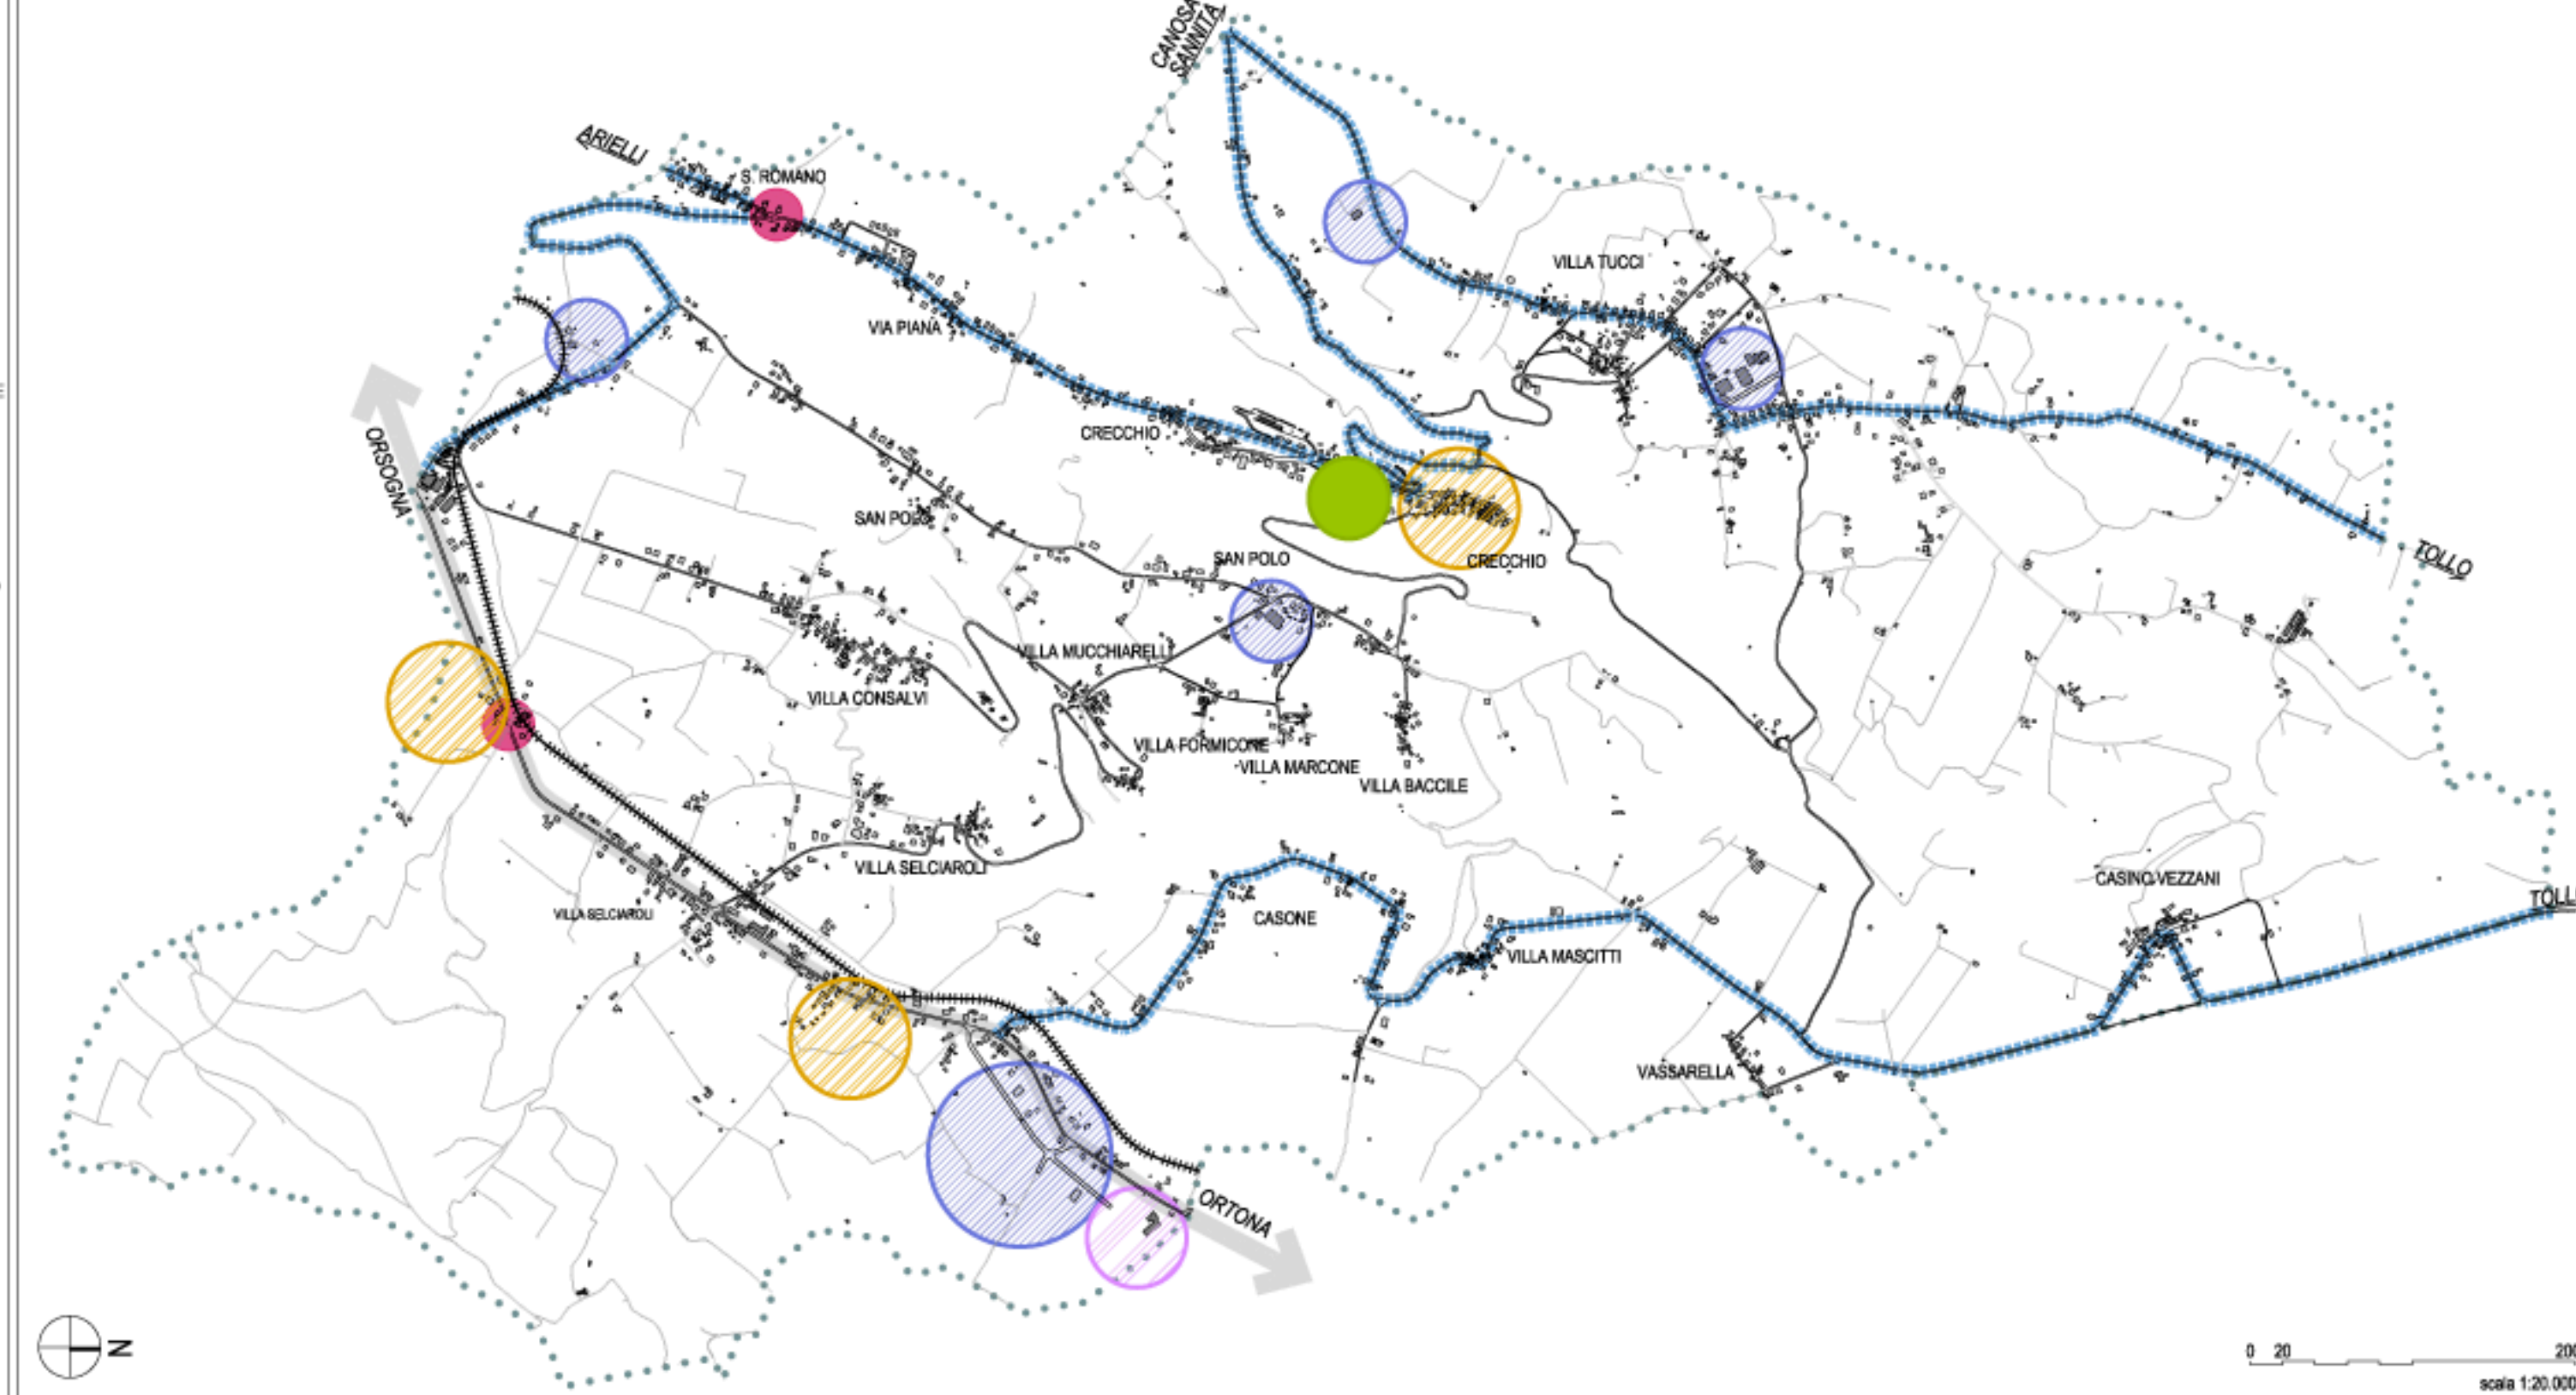 CANOSA
SANNITA
ARIELLI
S. ROMANO
VILLA TUCCI
VIA PIANA
CRECCHIO
ORSOGNA
SAN POLO
SAN POLO
CRECCHIO
TOLLO
VILLA MUCCHIARELLI
VILLA CONSALVI
VILLA FORMICONE
VILLA MARCONE
VILLA BACCILE
VILLA SELCIAROLI
CASINO VEZZANI
TOLL
VILLA SELCIAROLI
CASONE
VILLA MASCITTI
VASSARELLA
ORTONA
N
0 20 200
scala 1:20.000